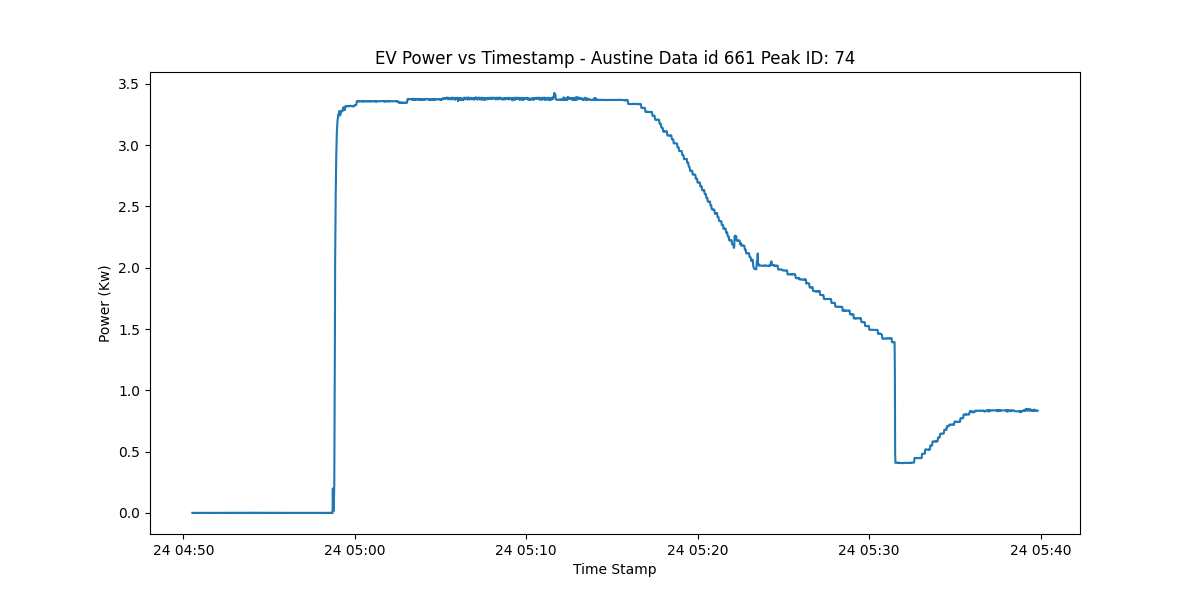 EV Power vs Timestamp - Austine Data id 661 Peak ID: 74
3.5
3.0
2.5
2.0
1.5
1.0
0.5
0.0
Power (Kw)
24 04:50 24 05:00 24 05:10 24 05:20 24 05:30 24 05:40
Time Stamp